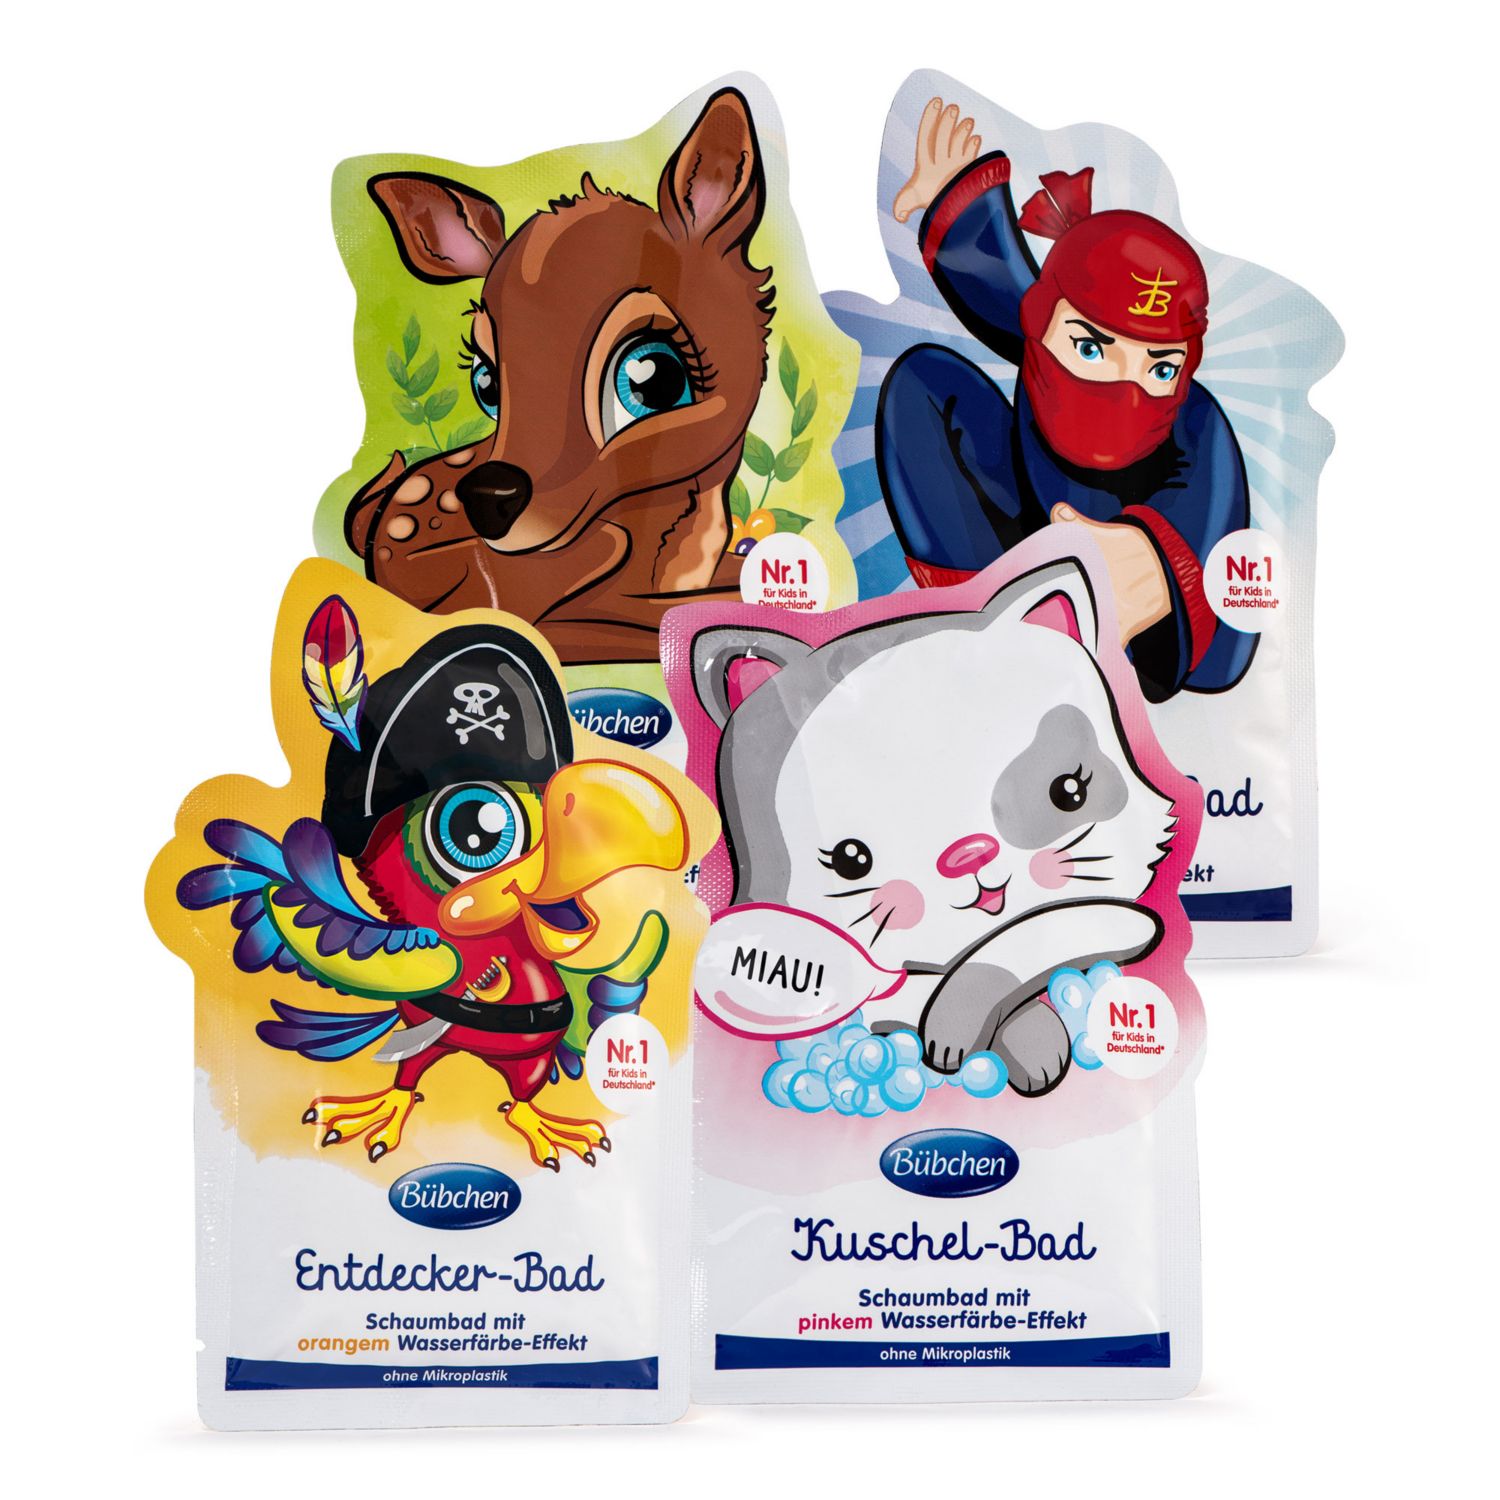 Nr.1
für Kids in
Deutschland*
Nr.1
für Kids in
Deutschland*
MIAU!
Nr.1
für Kids in
Deutschland*
Nr.1
für Kids in
Deutschland*
Bübchen
Entdecker-Bad
Schaumbad mit
orangem Wasserfärbe-Effekt
ohne Mikroplastik
Bübchen
Kuschel-Bad
Schaumbad mit
pinkem Wasserfärbe-Effekt
ohne Mikroplastik